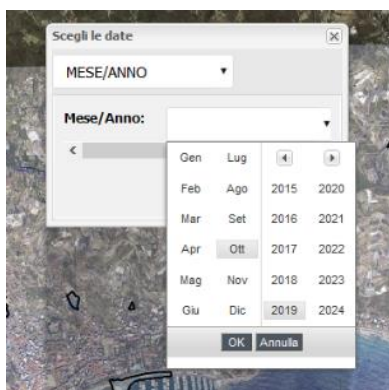 Scegli le date
MESE/ANNO
Mese/Anno:
Gen Lug
Feb Ago 2015 2020
Mar Set 2016 2021
Apr Ott 2017 2022
Mag Nov 2018 2023
Giu Dic 2019 2024
OK Annulla